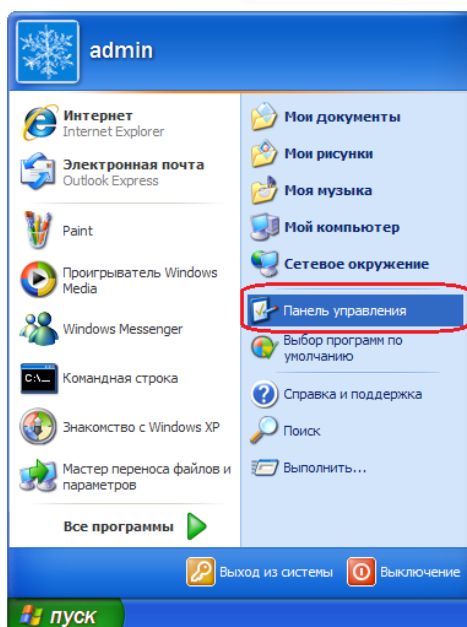 admin
Интернет
Internet Explorer
Электронная почта
Outlook Express
Paint
Проигрыватель Windows
Media
Windows Messenger
C:\_
Командная строка
Знакомство с Windows XP
Мастер переноса файлов и
параметров
Все программы
Мои документы
Мои рисунки
Моя музыка
Мой компьютер
Сетевое окружение
Панель управления
Выбор программ по
умолчанию
Справка и поддержка
Поиск
Выполнить...
Выход из системы
Выключение
пуск